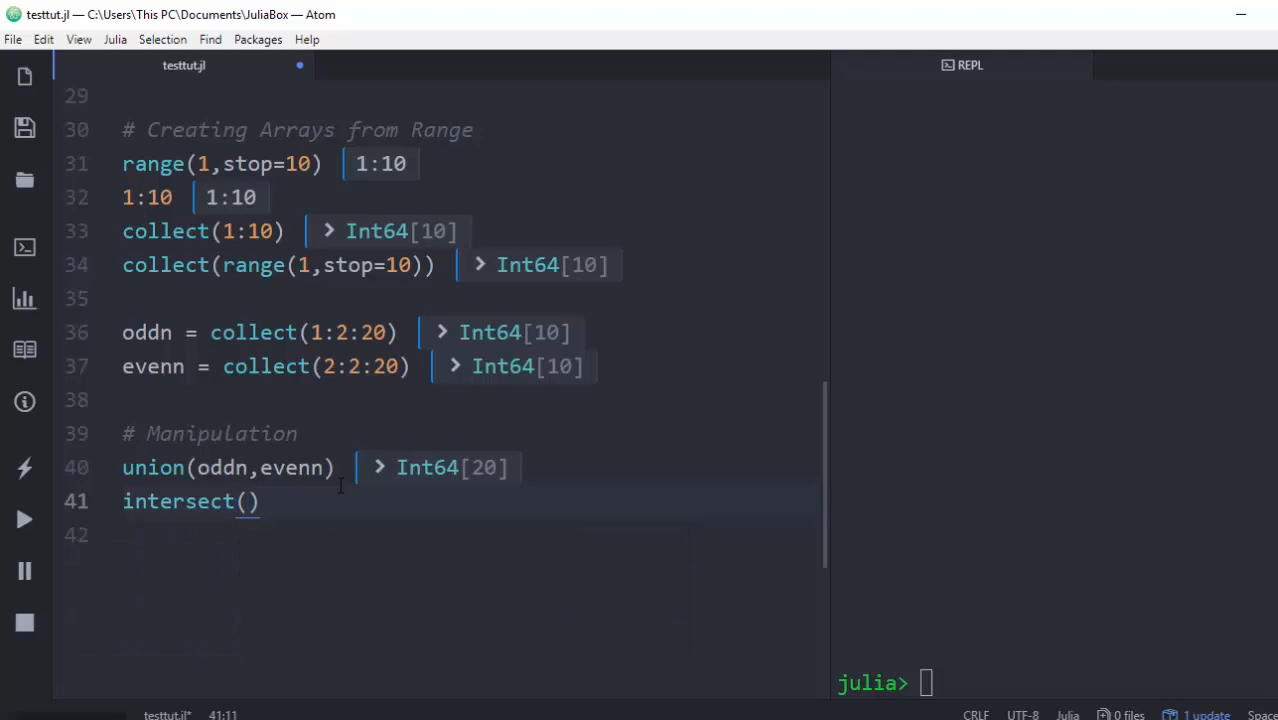 testtut.jl — C:\Users\This PC\Documents\JuliaBox — Atom
File Edit View Julia Selection Find Packages Help
testtut.jl
REPL
29
30 # Creating Arrays from Range
31 range(1,stop=10) 1:10
32 1:10 1:10
33 collect(1:10) > Int64[10]
34 collect(range(1,stop=10)) > Int64[10]
35
36 oddn = collect(1:2:20) > Int64[10]
37 evenn = collect(2:2:20) > Int64[10]
38
39 # Manipulation
40 union(oddn,evenn) > Int64[20]
41 intersect()
42
julia>
testtut.jl* 41:11 CRLF UTF-8 Julia 0 files 1 update Spac